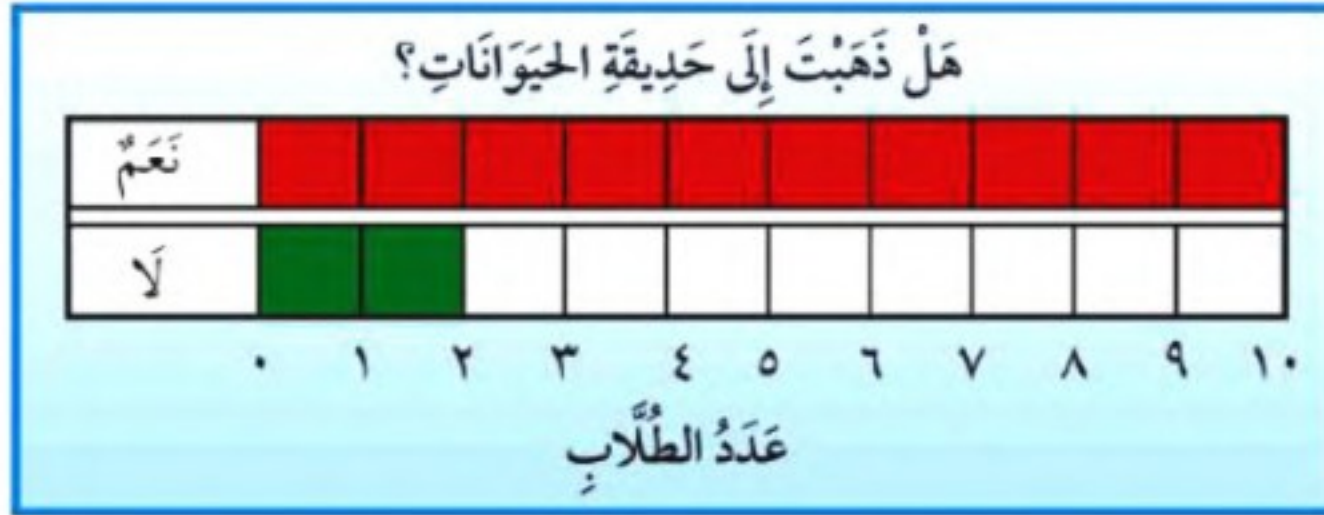 هَلْ ذَهَبْتَ إِلَى حَدِيقَةِ الحَيَوَانَاتِ؟
نَعَمْ
لَا
٠ ١ ٢ ٣ ٤ ٥ ٦ ٧ ٨ ٩ ١٠
عَدَدُ الطُلَّابِ